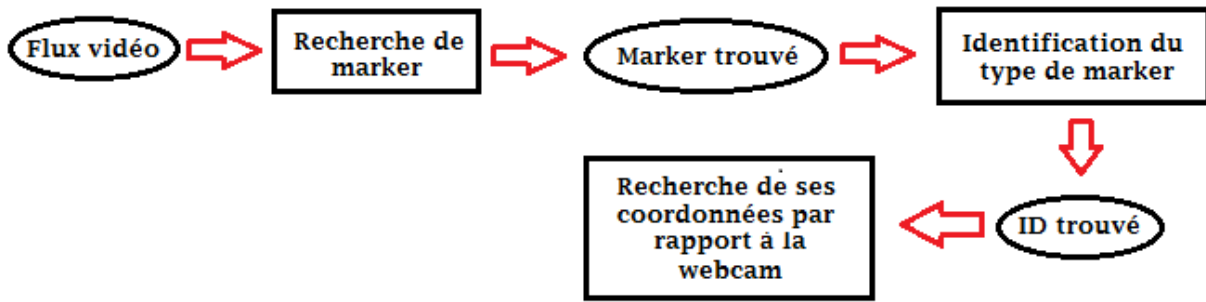 Flux vidéo
Recherche de
marker
Marker trouvé
Identification du
type de marker
ID trouvé
Recherche de ses
coordonnées par
rapport à la
webcam